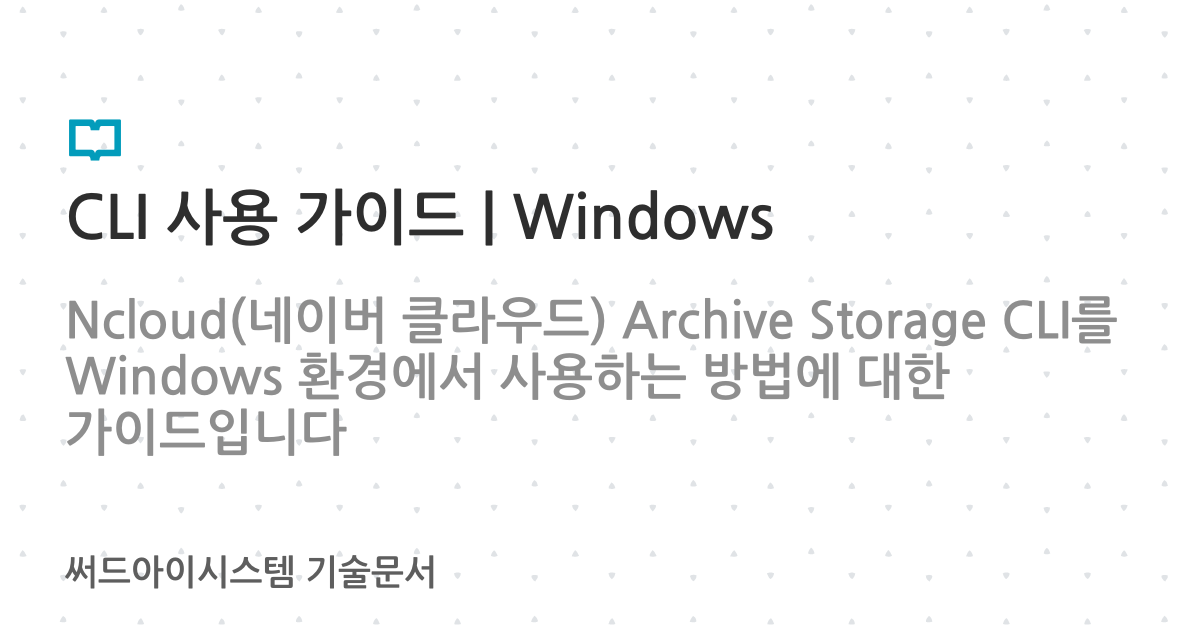 CLI 사용 가이드 | Windows
Ncloud(네이버 클라우드) Archive Storage CLI를
Windows 환경에서 사용하는 방법에 대한
가이드입니다
써드아이시스템 기술문서